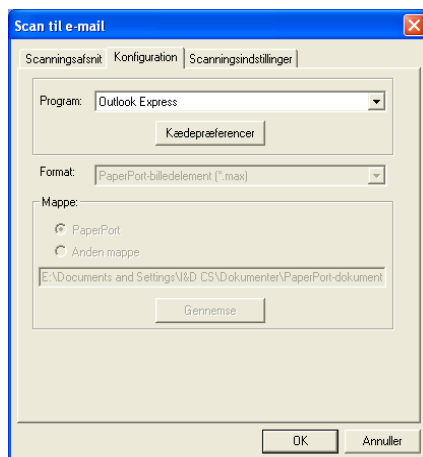 Scan til e-mail
Scanningsafsnit Konfiguration Scanningsindstillinger
Program: Outlook Express
Kædepræferencer
Format: PaperPort-billedelement (*.max)
Mappe:
PaperPort
Anden mappe
E:\Documents and Settings\I&D CS\Dokumenter\PaperPort-dokument
Gennemse
OK Annuller